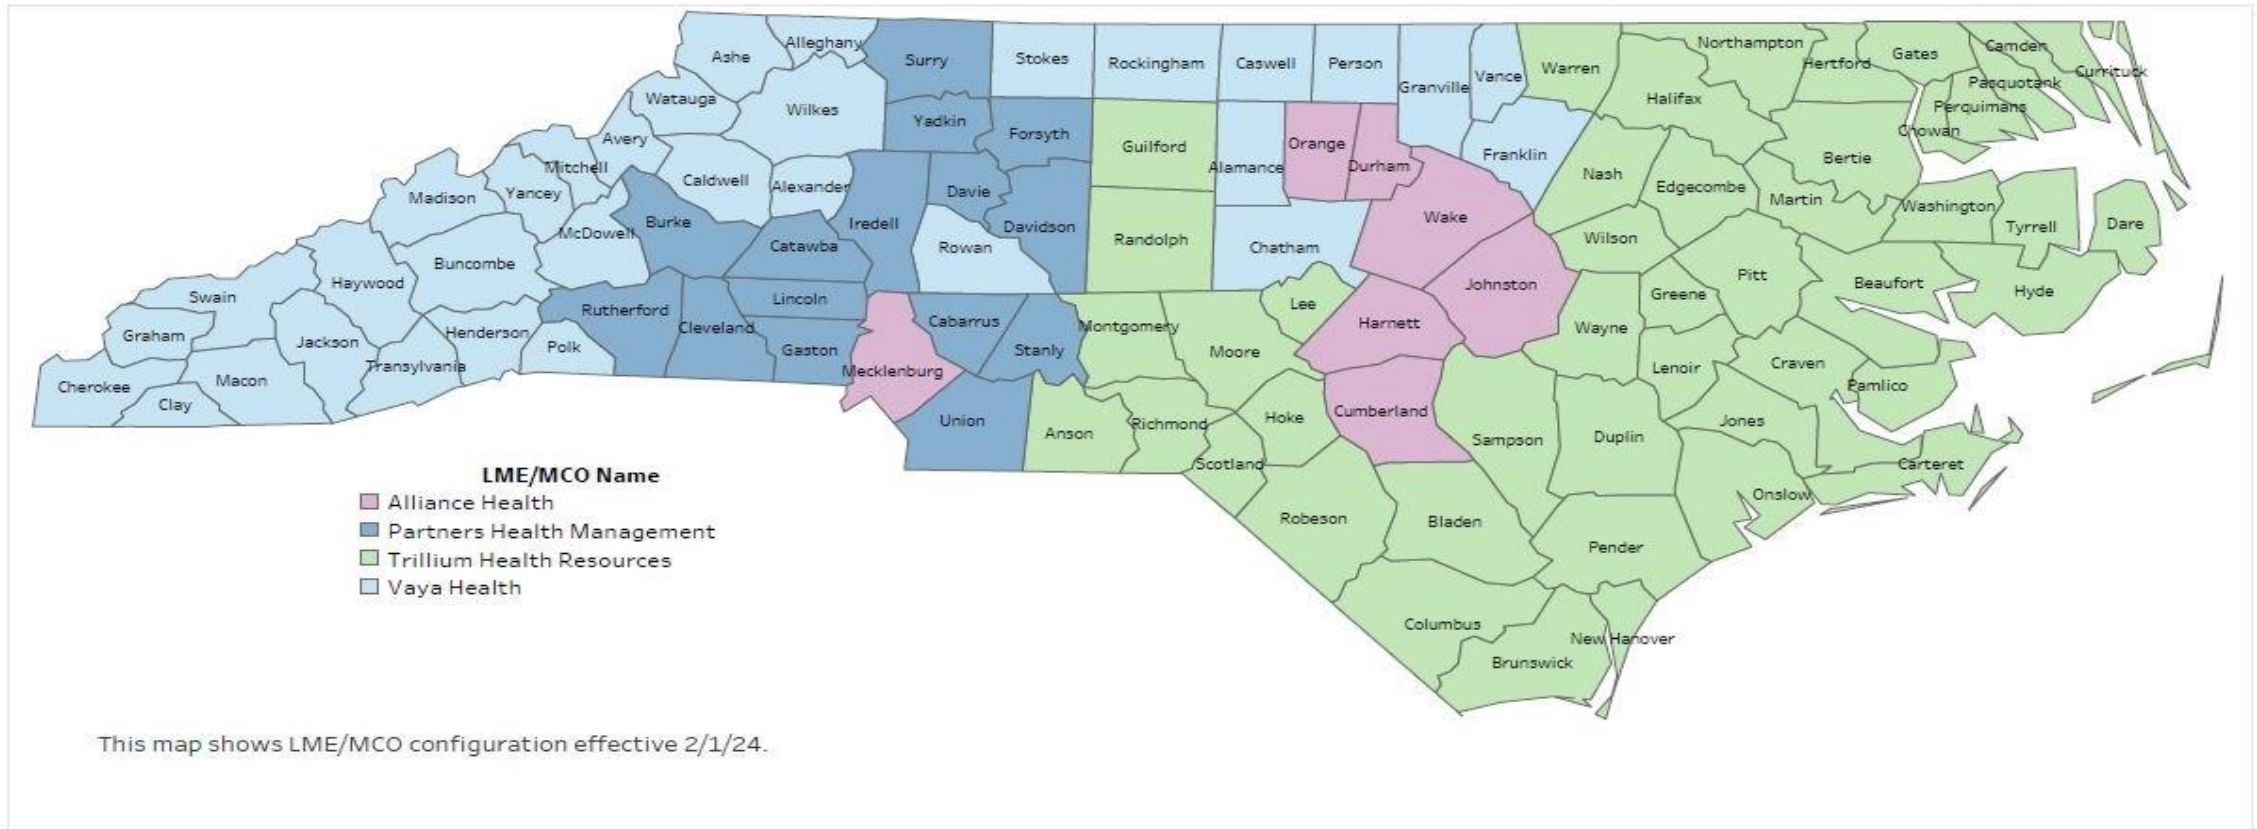 Ashe
Alleghany
Surry
Stokes
Rockingham
Caswell
Person
Granville
Vance
Warren
Northampton
Hertford
Gates
Camden
Currituck
Pasquotank
Perquimans
Chowan
Halifax
Watauga
Wilkes
Yadkin
Forsyth
Guilford
Alamance
Orange
Durham
Franklin
Nash
Edgecombe
Bertie
Martin
Washington
Tyrrell
Dare
Avery
Mitchell
Yancey
Madison
Caldwell
Alexander
Iredell
Davie
Davidson
Randolph
Chatham
Wake
Wilson
Pitt
Beaufort
Hyde
McDowell
Burke
Catawba
Rowan
Buncombe
Haywood
Swain
Graham
Jackson
Henderson
Transylvania
Polk
Rutherford
Cleveland
Lincoln
Gaston
Cabarrus
Stanly
Montgomery
Moore
Lee
Harnett
Johnston
Wayne
Greene
Lenoir
Craven
Pamlico
Cherokee
Clay
Macon
Mecklenburg
Union
Anson
Richmond
Scotland
Hoke
Cumberland
Sampson
Duplin
Jones
Carteret
Onslow
Robeson
Bladen
Pender
Columbus
New Hanover
Brunswick
LME/MCO Name
Alliance Health
Partners Health Management
Trillium Health Resources
Vaya Health
This map shows LME/MCO configuration effective 2/1/24.